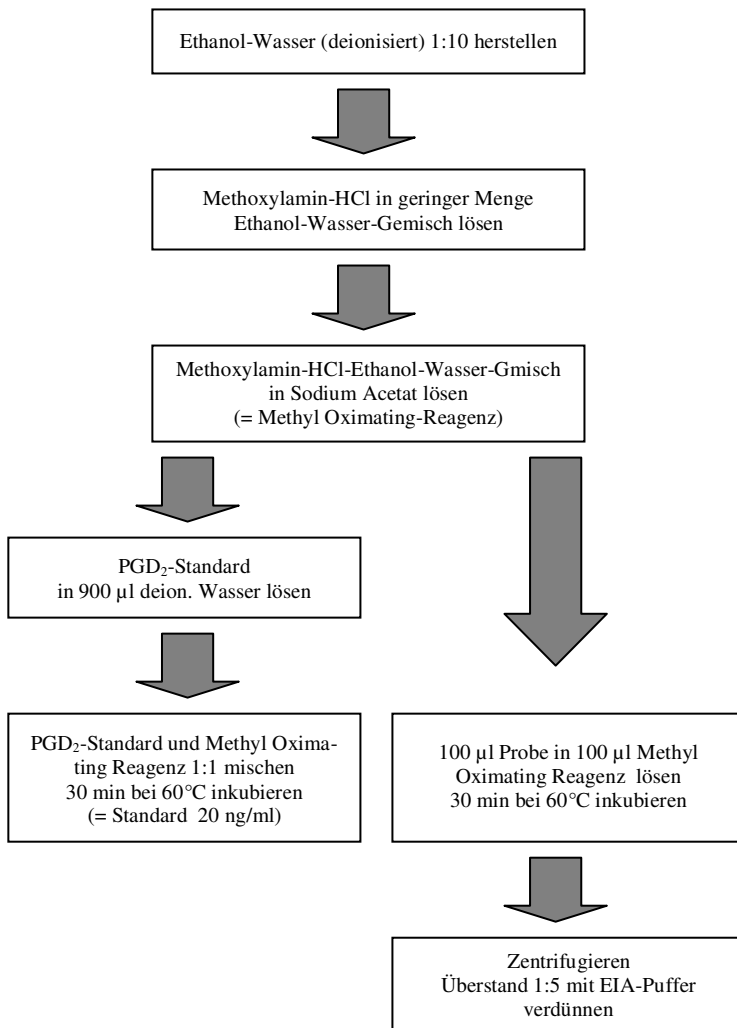 Ethanol-Wasser (deionisiert) 1:10 herstellen
Methoxylamin-HCl in geringer Menge
Ethanol-Wasser-Gemisch lösen
Methoxylamin-HCl-Ethanol-Wasser-Gmisch
in Sodium Acetat lösen
(= Methyl Oximating-Reagenz)
PGD₂-Standard
in 900 µl deion. Wasser lösen
PGD₂-Standard und Methyl Oxima-
ting Reagenz 1:1 mischen
30 min bei 60°C inkubieren
(= Standard 20 ng/ml)
100 µl Probe in 100 µl Methyl
Oximating Reagenz lösen
30 min bei 60°C inkubieren
Zentrifugieren
Überstand 1:5 mit EIA-Puffer
verdünnen